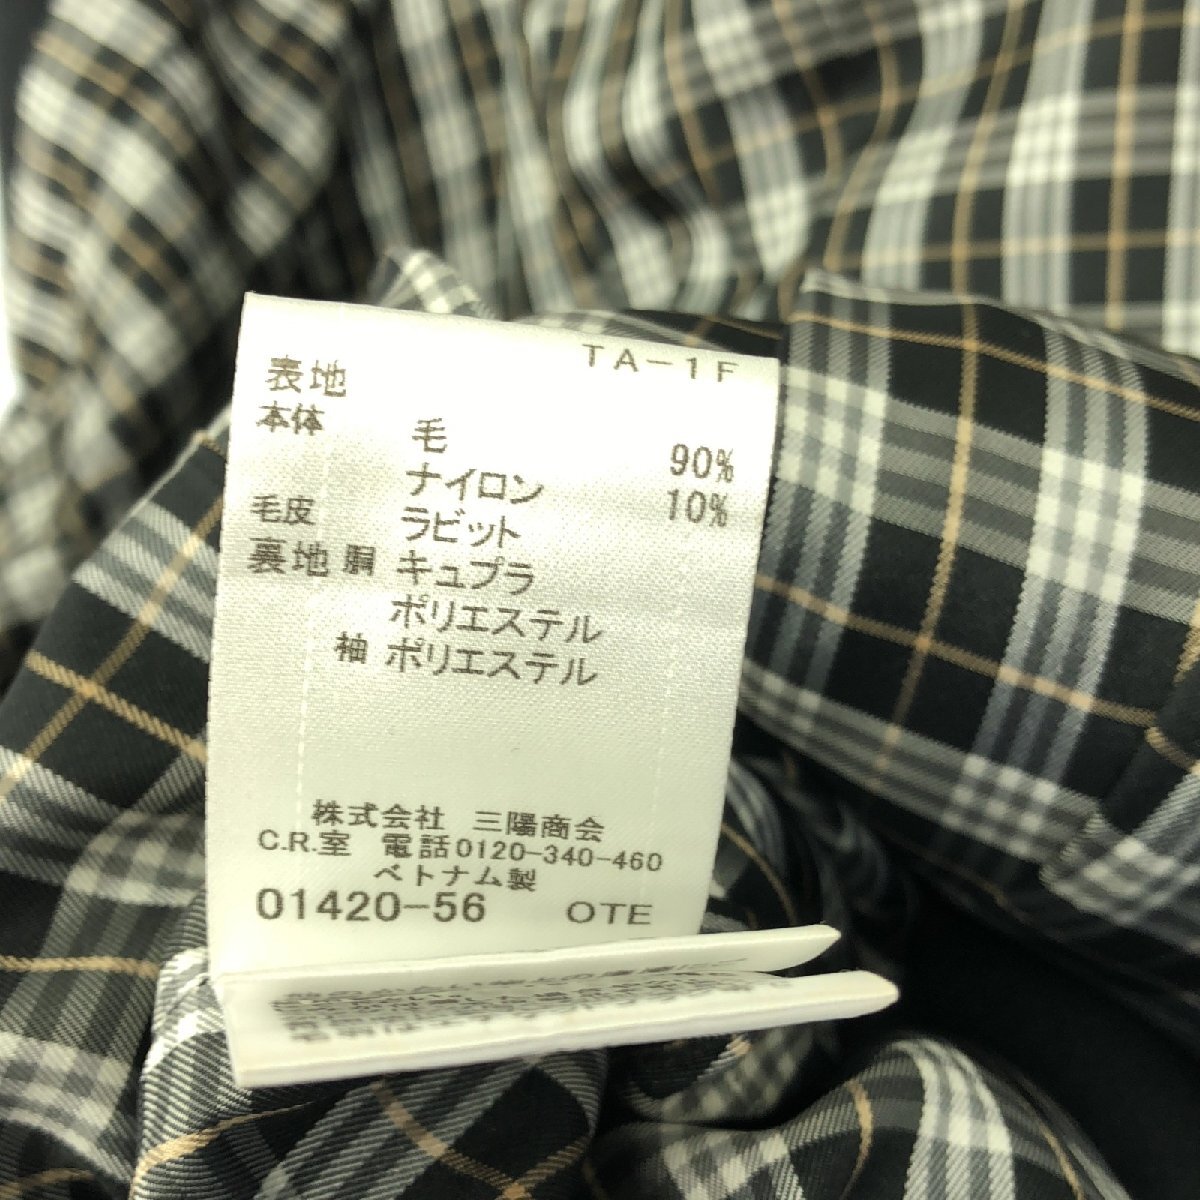 TA-1F
表地
本体 毛 90%
ナイロン 10%
毛皮 ラビット
裏地 胴 キュプラ
ポリエステル
袖 ポリエステル
株式会社 三陽商会
C.R.室 電話0120-340-460
ベトナム製
01420-56 OTE